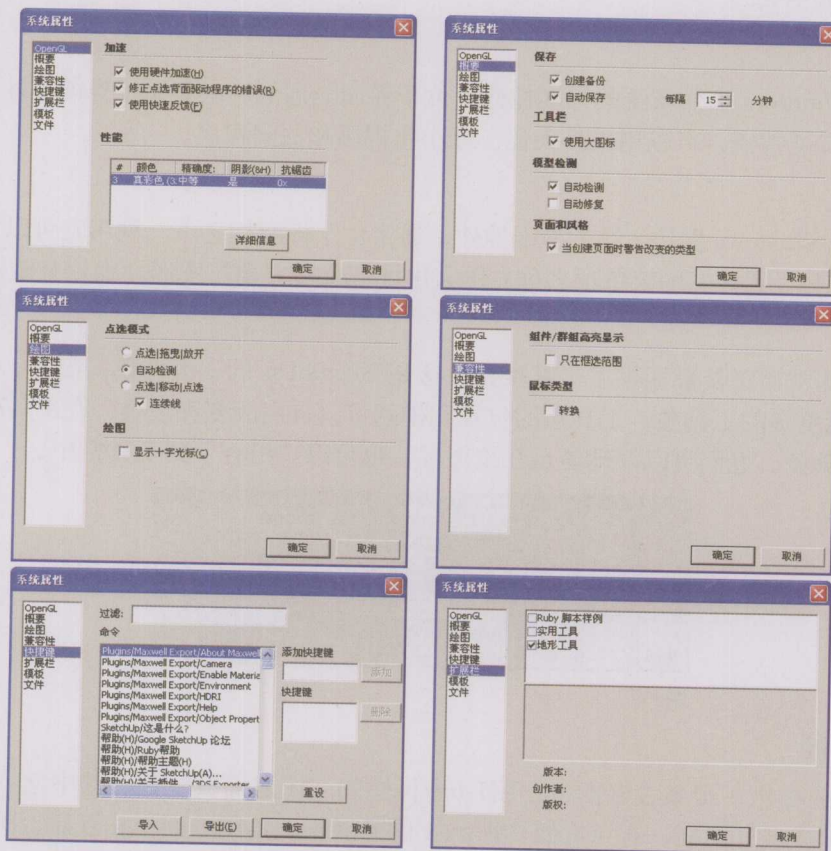 系统属性
OpenGL
概要
绘图
兼容性
快捷键
扩展栏
模板
文件
加速
使用硬件加速(H)
修正点选背面驱动程序的错误(R)
使用快速反馈(F)
性能
# 颜色 精确度: 阴影(&H) 抗锯齿
3 真彩色 (3 中等 是 0x
详细信息
确定 取消
系统属性
OpenGL
概要
绘图
兼容性
快捷键
扩展栏
模板
文件
保存
创建备份
自动保存 每隔 15 分钟
工具栏
使用大图标
模型检测
自动检测
自动修复
页面和风格
当创建页面时警告改变的类型
确定 取消
系统属性
OpenGL
概要
绘图
兼容性
快捷键
扩展栏
模板
文件
点选模式
点选|拖曳|放开
自动检测
点选|移动|点选
连续线
绘图
显示十字光标(C)
确定 取消
系统属性
OpenGL
概要
绘图
兼容性
快捷键
扩展栏
模板
文件
组件/群组高亮显示
只在框选范围
鼠标类型
转换
确定 取消
系统属性
OpenGL
概要
绘图
兼容性
快捷键
扩展栏
模板
文件
过滤:
命令
Plugins/Maxwell Export/About Maxwel
Plugins/Maxwell Export/Camera
Plugins/Maxwell Export/Enable Materia
Plugins/Maxwell Export/Environment
Plugins/Maxwell Export/HDRI
Plugins/Maxwell Export/Help
Plugins/Maxwell Export/Object Propert
SketchUp/这是什么?
帮助(H)/Google SketchUp 论坛
帮助(H)/Ruby帮助
帮助(H)/帮助主题(H)
帮助(H)/关于 SketchUp(A)...
帮助(H)/关于插件... /3DS Exporter
添加快捷键
添加
快捷键
删除
重设
导入 导出(E) 确定 取消
系统属性
OpenGL
概要
绘图
兼容性
快捷键
扩展栏
模板
文件
Ruby 脚本样例
实用工具
地形工具
版本:
创作者:
版权:
确定 取消